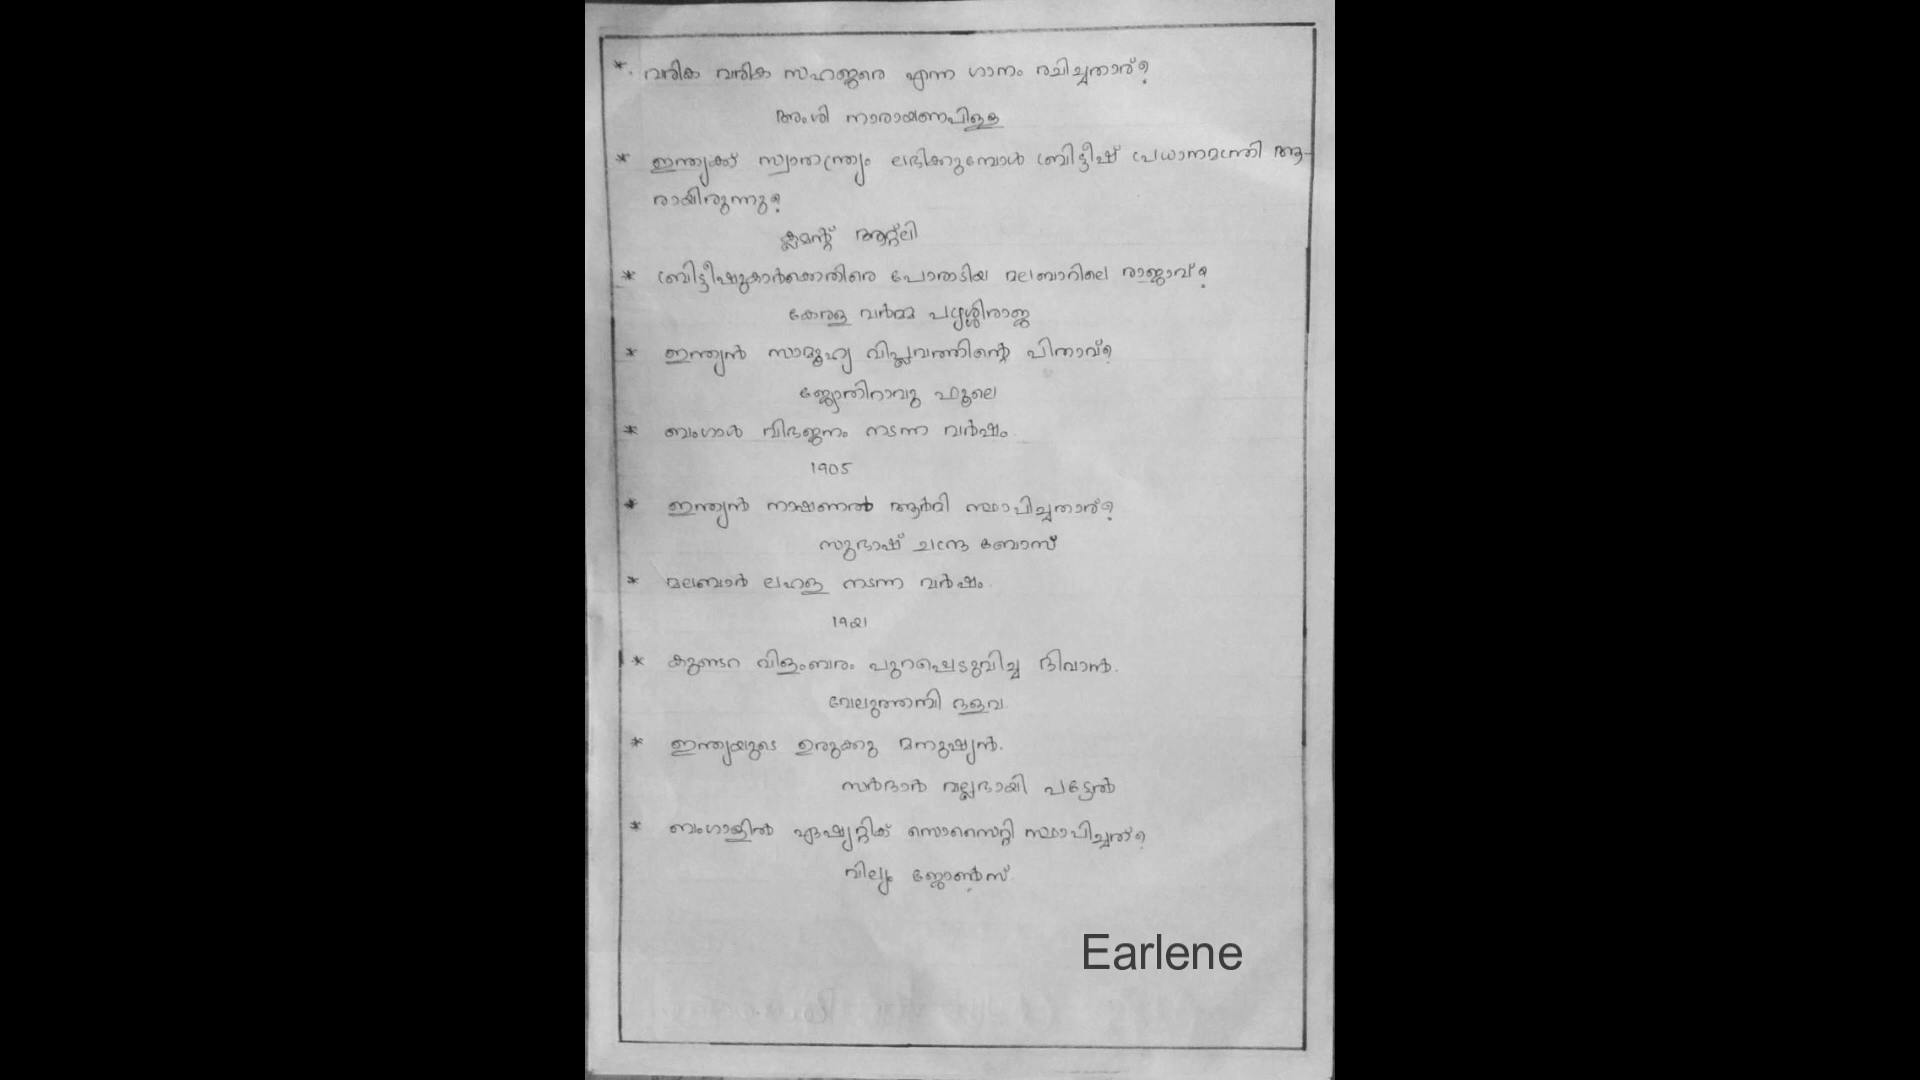 * വരിക വരിക സഹജരെ എന്ന ഗാനം രചിച്ചതാര്?
അംശി നാരായണപിള്ള
* ഇന്ത്യക്ക് സ്വാതന്ത്ര്യം ലഭിക്കുമ്പോൾ ബ്രിട്ടീഷ് പ്രധാനമന്ത്രി ആ-
രായിരുന്നു?
ക്ലമന്റ് ആറ്റ്ലി
* ബ്രിട്ടീഷുകാർക്കെതിരെ പോരാടിയ മലബാറിലെ രാജാവ്?
കേരള വർമ്മ പഴശ്ശിരാജ
* ഇന്ത്യൻ സാമൂഹ്യ വിപ്ലവത്തിന്റെ പിതാവ്?
ജ്യോതിറാവു ഫൂലെ
* ബംഗാൾ വിഭജനം നടന്ന വർഷം.
1905
* ഇന്ത്യൻ നാഷണൽ ആർമി സ്ഥാപിച്ചതാര്?
സുഭാഷ് ചന്ദ്ര ബോസ്
* മലബാർ ലഹള നടന്ന വർഷം.
1921
* കുണ്ടറ വിളംബരം പുറപ്പെടുവിച്ച ദിവാൻ.
വേലുത്തമ്പി ദളവ
* ഇന്ത്യയുടെ ഉരുക്കു മനുഷ്യൻ.
സർദാർ വല്ലഭായി പട്ടേൽ
* ബംഗാളിൽ ഏഷ്യറ്റിക് സൊസൈറ്റി സ്ഥാപിച്ചത്?
വില്യം ജോൺസ്
Earlene